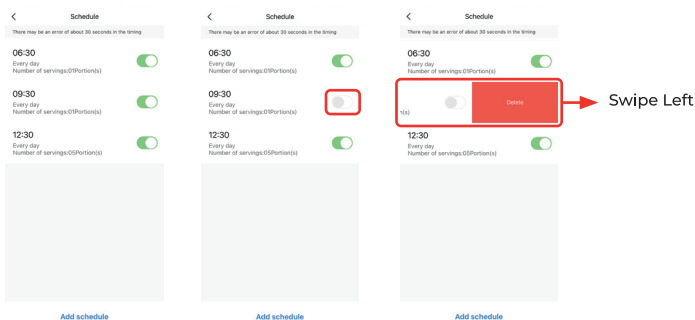 Schedule
There may be an error of about 30 seconds in the timing
06:30
Every day
Number of servings:01Portion(s)
09:30
Every day
Number of servings:01Portion(s)
12:30
Every day
Number of servings:05Portion(s)
Add schedule
Schedule
There may be an error of about 30 seconds in the timing
06:30
Every day
Number of servings:01Portion(s)
09:30
Every day
Number of servings:01Portion(s)
12:30
Every day
Number of servings:05Portion(s)
Add schedule
Schedule
There may be an error of about 30 seconds in the timing
06:30
Every day
Number of servings:01Portion(s)
n(s)
Delete
12:30
Every day
Number of servings:05Portion(s)
Add schedule
Swipe Left